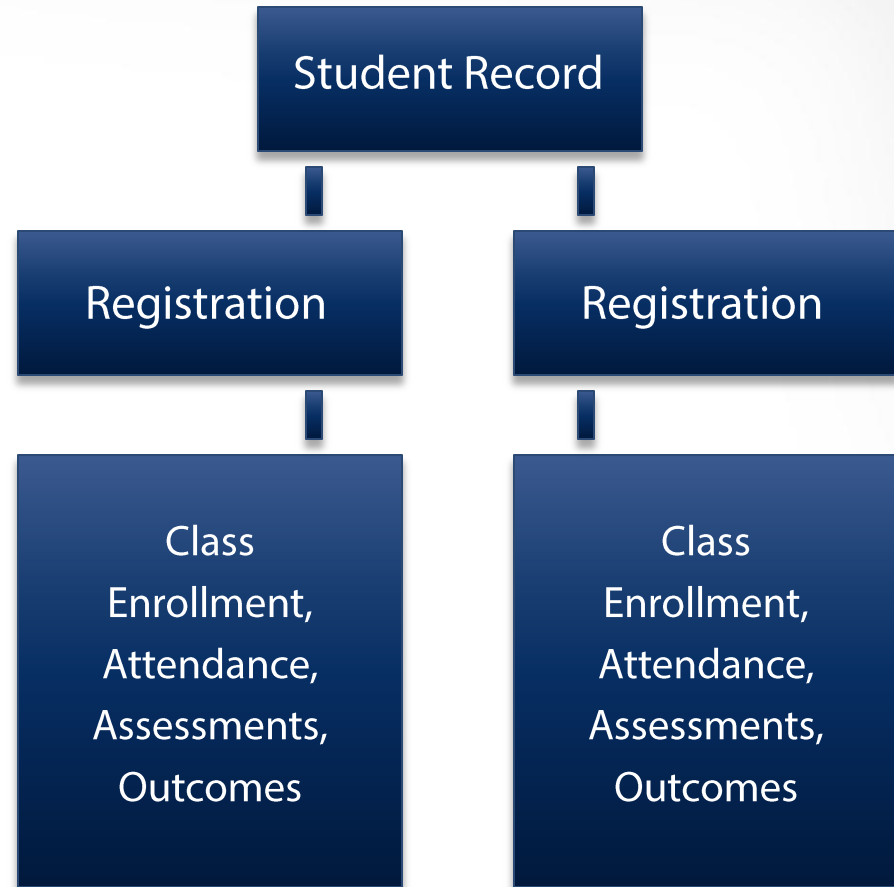 Student Record
Registration
Registration
Class
Enrollment,
Attendance,
Assessments,
Outcomes
Class
Enrollment,
Attendance,
Assessments,
Outcomes